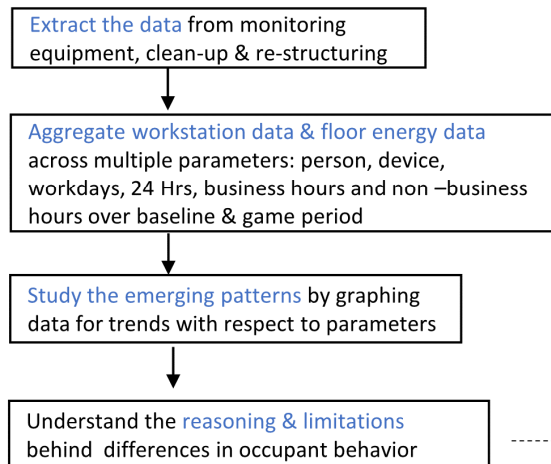 Extract the data from monitoring
equipment, clean-up & re-structuring
Aggregate workstation data & floor energy data
across multiple parameters: person, device,
workdays, 24 Hrs, business hours and non –business
hours over baseline & game period
Study the emerging patterns by graphing
data for trends with respect to parameters
Understand the reasoning & limitations
behind differences in occupant behavior